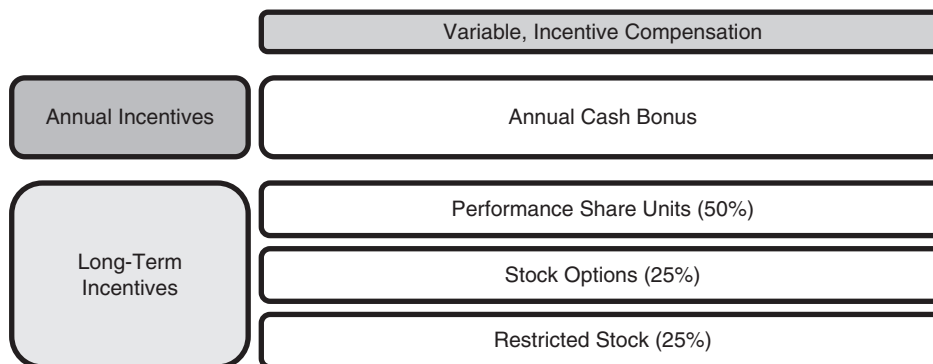 Variable, Incentive Compensation
Annual Incentives
Annual Cash Bonus
Performance Share Units (50%)
Long-Term
Incentives
Stock Options (25%)
Restricted Stock (25%)